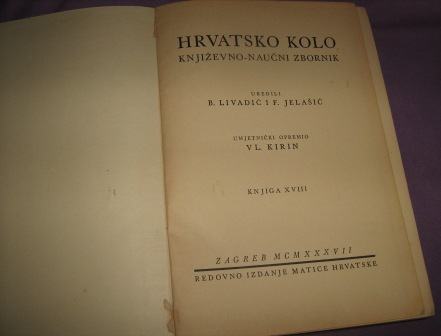 HRVATSKO KOLO
KNJIŽEVNO-NAUČNI ZBORNIK
UREDILI
B. LIVADIĆ I F. JELAŠIĆ
UMJETNIČKI OPREMIO
VL. KIRIN
KNJIGA XVIII
ZAGREB MCMXXXVII
REDOVNO IZDANJE MATICE HRVATSKE